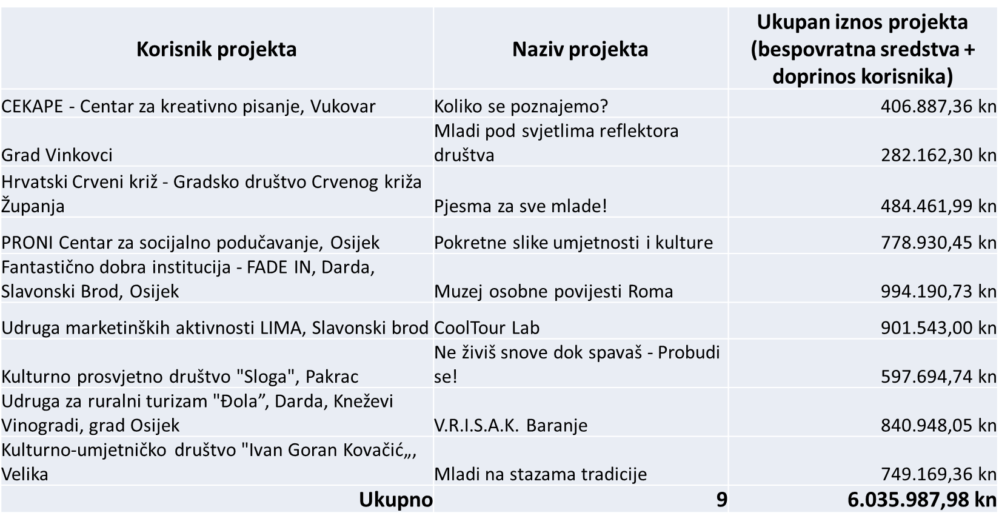 Korisnik projekta
Naziv projekta
Ukupan iznos projekta
(bespovratna sredstva +
doprinos korisnika)
CEKAPE - Centar za kreativno pisanje, Vukovar
Koliko se poznajemo?
406.887,36 kn
Grad Vinkovci
Mladi pod svjetlima reflektora
društva
282.162,30 kn
Hrvatski Crveni križ - Gradsko društvo Crvenog križa
Županja
Pjesma za sve mlade!
484.461,99 kn
PRONI Centar za socijalno podučavanje, Osijek
Pokretne slike umjetnosti i kulture
778.930,45 kn
Fantastično dobra institucija - FADE IN, Darda,
Slavonski Brod, Osijek
Muzej osobne povijesti Roma
994.190,73 kn
Udruga marketinških aktivnosti LIMA, Slavonski brod
CoolTour Lab
901.543,00 kn
Kulturno prosvjetno društvo "Sloga", Pakrac
Ne živiš snove dok spavaš - Probudi
se!
597.694,74 kn
Udruga za ruralni turizam "Đola”, Darda, Kneževi
Vinogradi, grad Osijek
V.R.I.S.A.K. Baranje
840.948,05 kn
Kulturno-umjetničko društvo "Ivan Goran Kovačić„,
Velika
Mladi na stazama tradicije
749.169,36 kn
Ukupno
9
6.035.987,98 kn